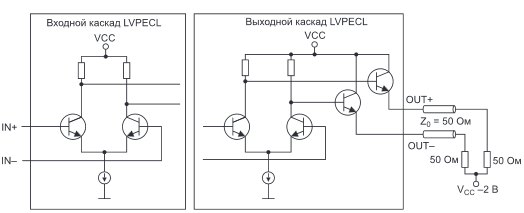 Входной каскад LVPECL
VCC
IN+
IN–
Выходной каскад LVPECL
VCC
OUT+
Z0 = 50 Ом
OUT–
50 Ом
50 Ом
VCC –2 В